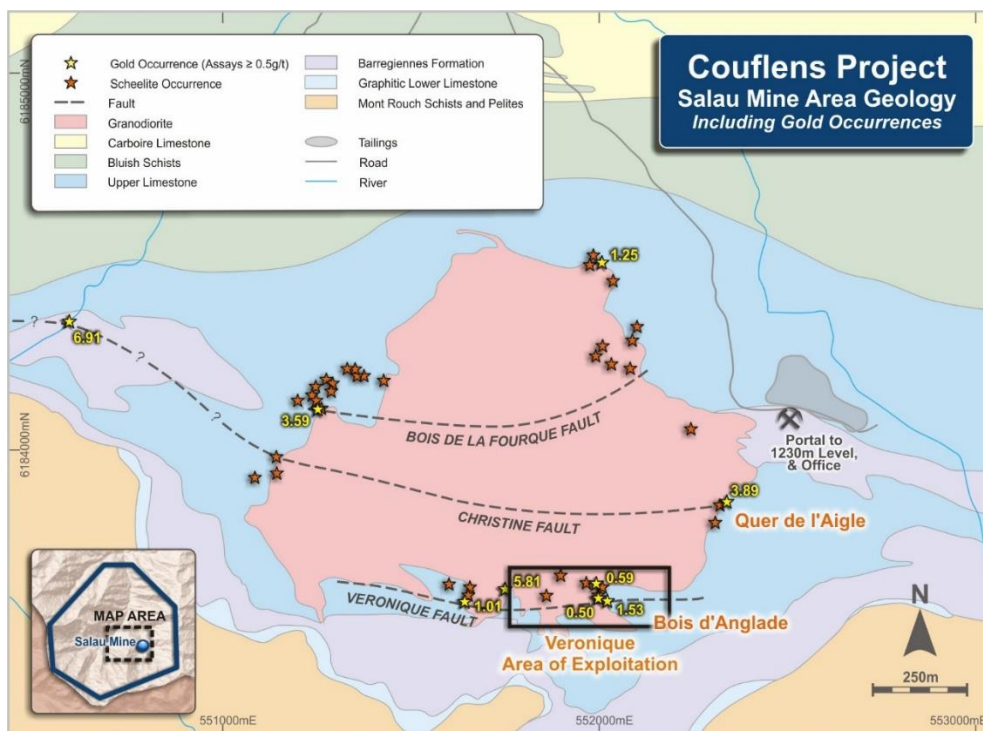 Gold Occurrence (Assays ≥ 0.5g/t)
Scheelite Occurrence
Fault
Granodiorite
Carboire Limestone
Bluish Schists
Upper Limestone
Barregiennes Formation
Graphitic Lower Limestone
Mont Rouch Schists and Pelites
Tailings
Road
River
Couflens Project
Salau Mine Area Geology
Including Gold Occurrences
6185000mN
1.25
?
6.91
?
?
3.59
BOIS DE LA FOURQUE FAULT
6184000mN
Portal to
1230m Level,
& Office
3.89
Quer de l'Aigle
CHRISTINE FAULT
5.81
0.59
1.01
0.50
1.53
VERONIQUE FAULT
Bois d'Anglade
Veronique
Area of Exploitation
MAP AREA
Salau Mine
N
250m
551000mE
552000mE
553000mE